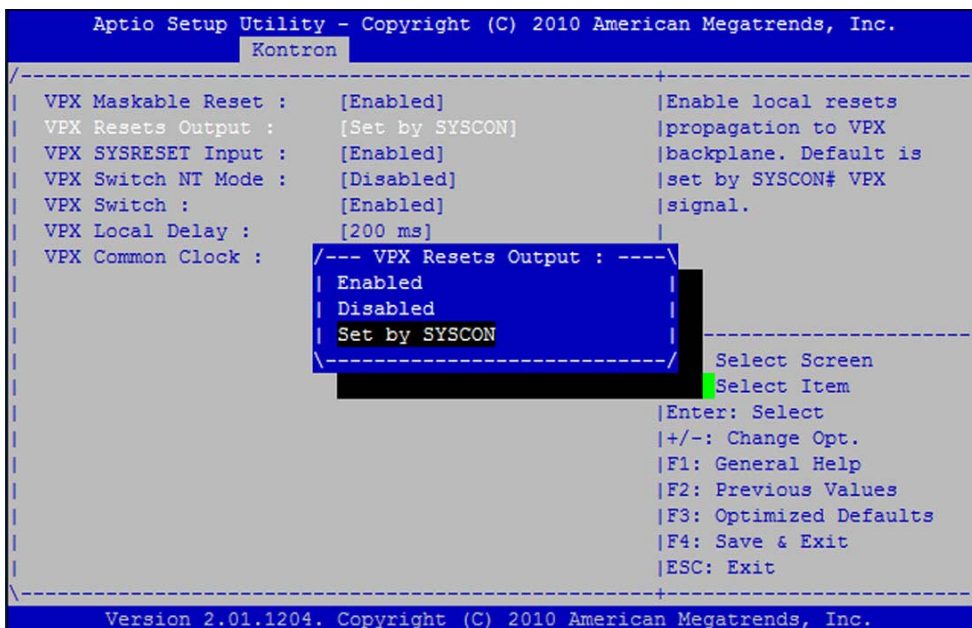 Aptio Setup Utility - Copyright (C) 2010 American Megatrends, Inc.
Kontron
/----------------------------------------------------+-------------------------
| VPX Maskable Reset : [Enabled] |Enable local resets
| VPX Resets Output : [Set by SYSCON] |propagation to VPX
| VPX SYSRESET Input : [Enabled] |backplane. Default is
| VPX Switch NT Mode : [Disabled] |set by SYSCON# VPX
| VPX Switch : [Enabled] |signal.
| VPX Local Delay : [200 ms] |
| VPX Common Clock : /--- VPX Resets Output : ----\
| | Enabled |
| | Disabled |
| | Set by SYSCON | -------------------------
| \----------------------------/ Select Screen
| Select Item
| |Enter: Select
| |+/-: Change Opt.
| |F1: General Help
| |F2: Previous Values
| |F3: Optimized Defaults
| |F4: Save & Exit
| |ESC: Exit
\----------------------------------------------------+-------------------------
Version 2.01.1204. Copyright (C) 2010 American Megatrends, Inc.